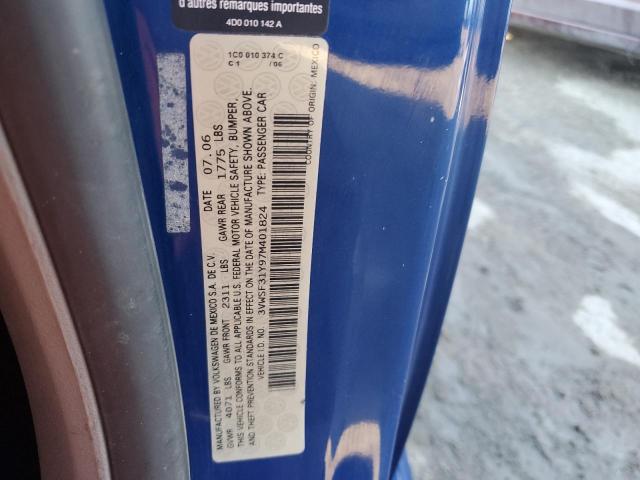 d'autres remarques importantes
4D0 010 142 A
1C0 010 374 C
C 1 /06
MANUFACTURED BY VOLKSWAGEN DE MEXICO S.A. DE C.V. DATE 07.06
GVWR 4071 LBS GAWR FRONT 2311 LBS GAWR REAR 1775 LBS
THIS VEHICLE CONFORMS TO ALL APPLICABLE U.S. FEDERAL MOTOR VEHICLE SAFETY, BUMPER,
AND THEFT PREVENTION STANDARDS IN EFFECT ON THE DATE OF MANUFACTURE SHOWN ABOVE.
VEHICLE I.D. NO. 3VWSF31Y97M401824 TYPE: PASSENGER CAR
COUNTRY OF ORIGIN: MEXICO